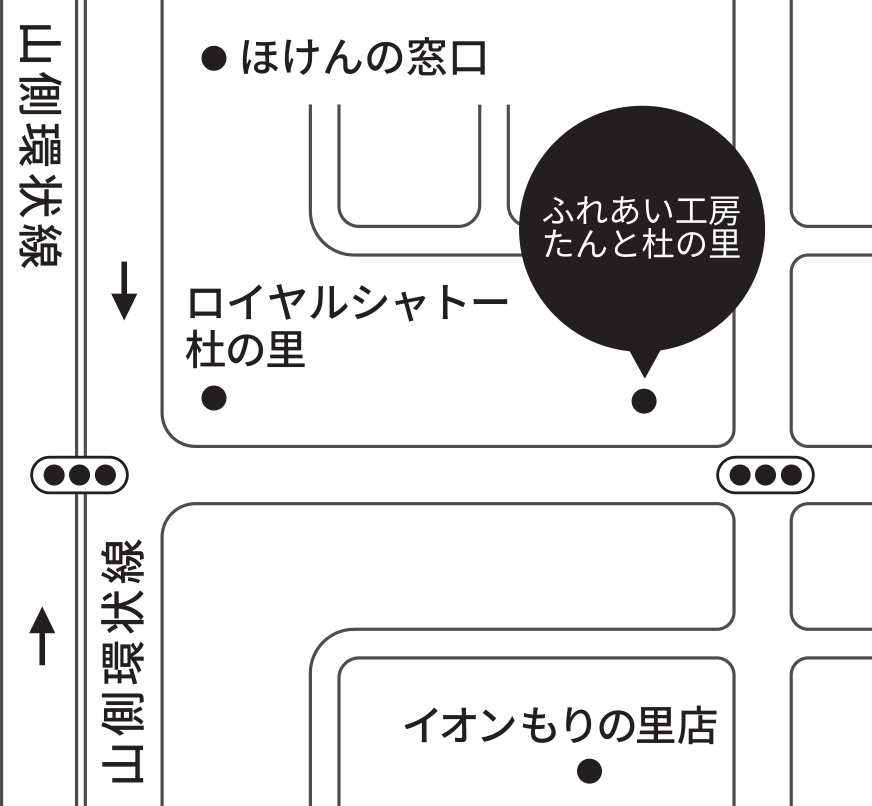 山側環状線
ほけんの窓口
ふれあい工房
たんと杜の里
ロイヤルシャトー
杜の里
山側環状線
イオンもりの里店